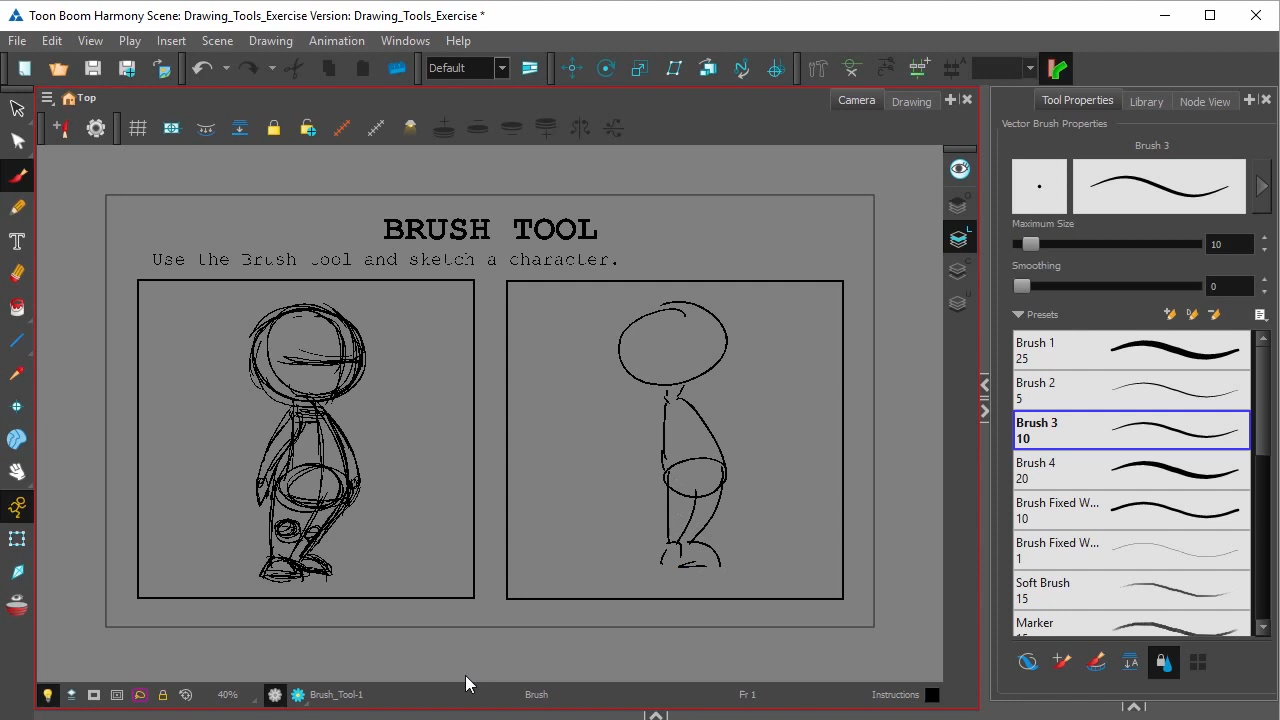 Toon Boom Harmony Scene: Drawing_Tools_Exercise Version: Drawing_Tools_Exercise *
File Edit View Play Insert Scene Drawing Animation Windows Help
Default
Top
Camera
Drawing
Tool Properties
Library
Node View
Vector Brush Properties
Brush 3
Maximum Size
10
Smoothing
0
Presets
Brush 1
25
Brush 2
5
Brush 3
10
Brush 4
20
Brush Fixed W...
10
Brush Fixed W...
1
Soft Brush
15
Marker
BRUSH TOOL
Use the Brush tool and sketch a character.
40%
Brush_Tool-1
Brush
Fr 1
Instructions